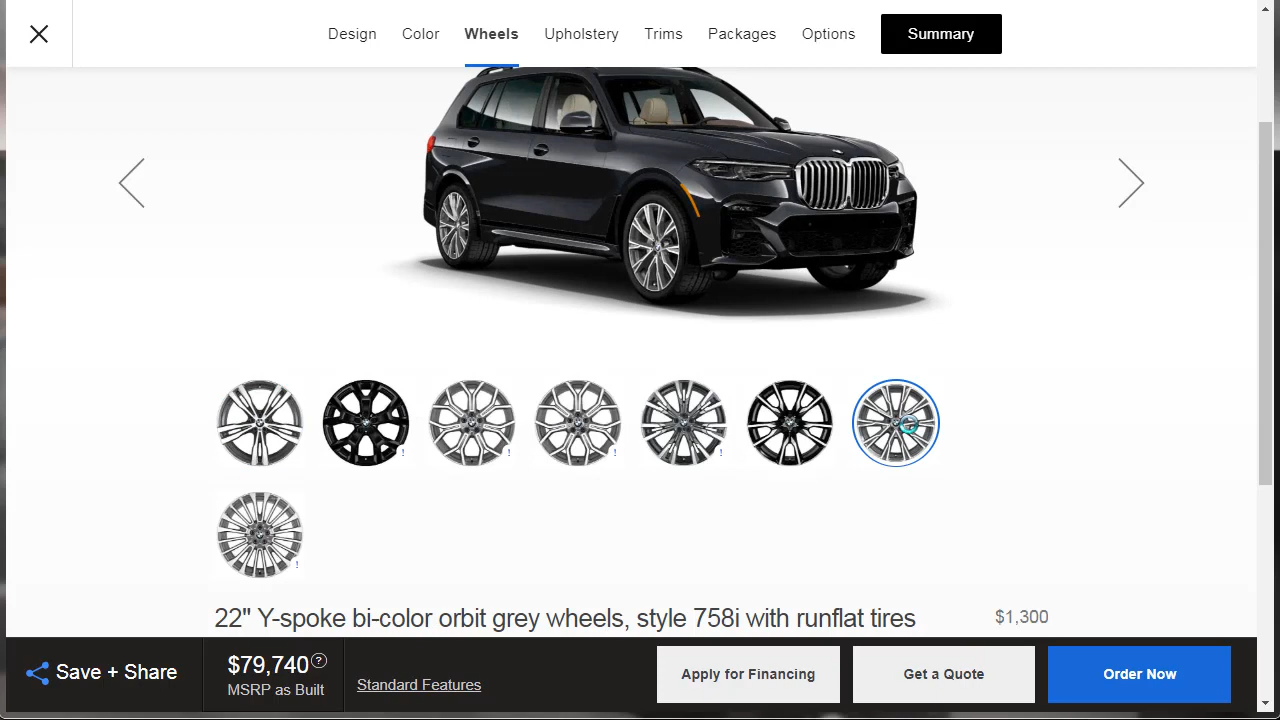 Design Color Wheels Upholstery Trims Packages Options Summary
!
!
!
!
!
22" Y-spoke bi-color orbit grey wheels, style 758i with runflat tires $1,300
Save + Share
$79,740 ?
MSRP as Built
Standard Features
Apply for Financing
Get a Quote
Order Now